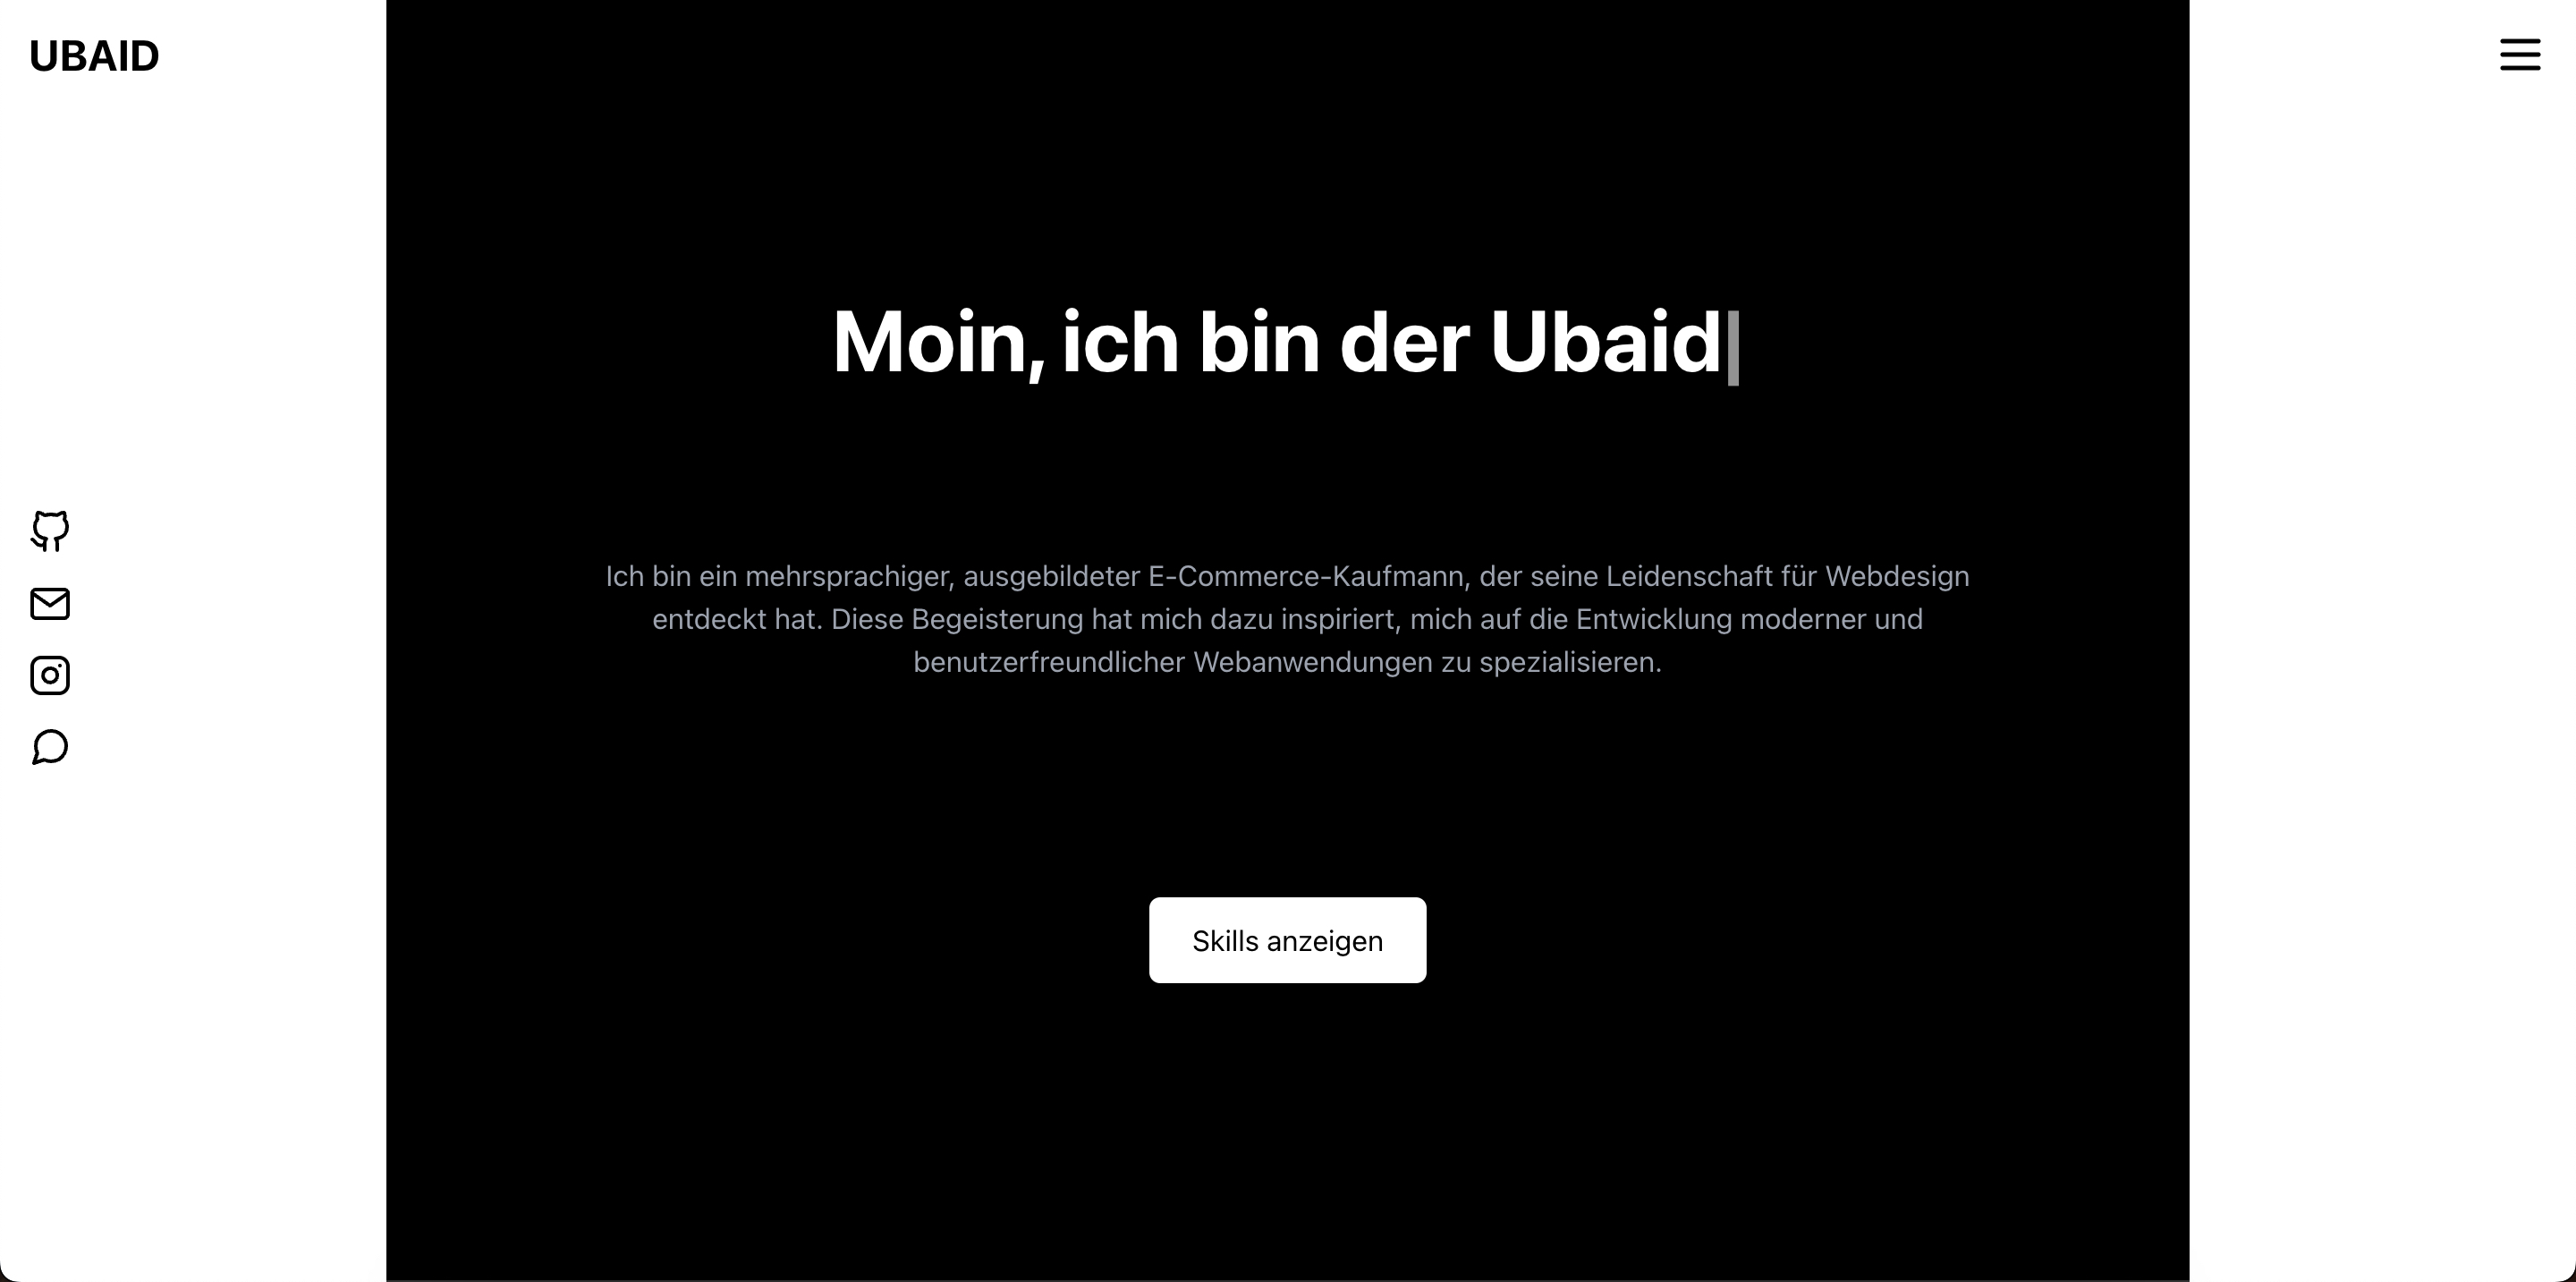 UBAID
Moin, ich bin der Ubaid
Ich bin ein mehrsprachiger, ausgebildeter E-Commerce-Kaufmann, der seine Leidenschaft für Webdesign
entdeckt hat. Diese Begeisterung hat mich dazu inspiriert, mich auf die Entwicklung moderner und
benutzerfreundlicher Webanwendungen zu spezialisieren.
Skills anzeigen